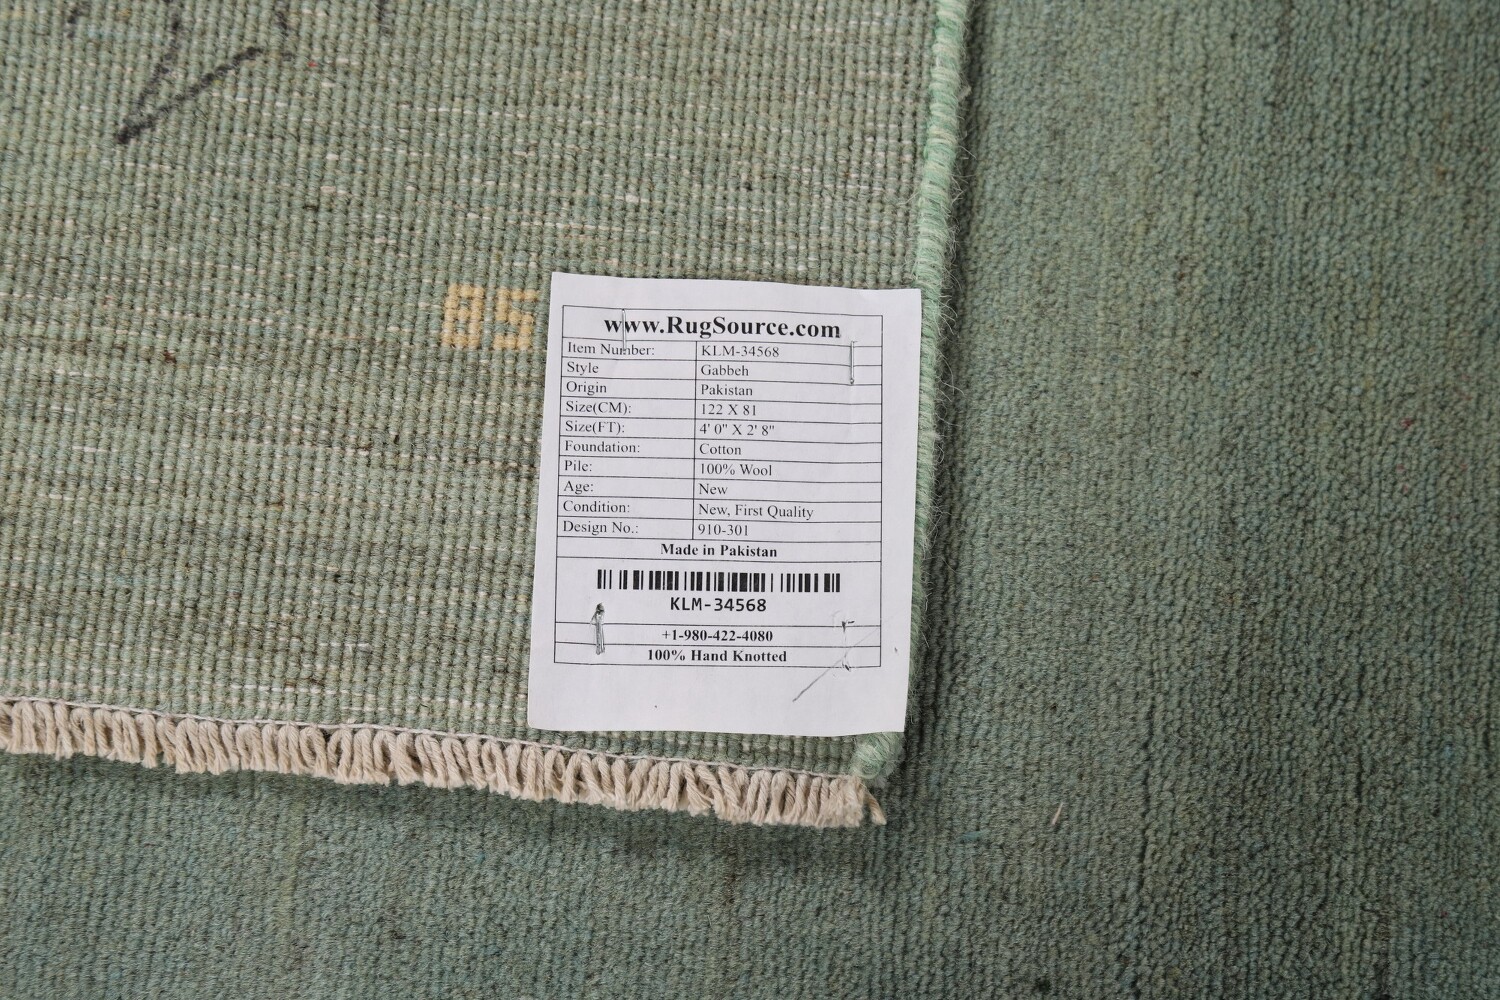 85
www.RugSource.com
Item Number: KLM-34568
Style Gabbeh
Origin Pakistan
Size(CM): 122 X 81
Size(FT): 4' 0" X 2' 8"
Foundation: Cotton
Pile: 100% Wool
Age: New
Condition: New, First Quality
Design No.: 910-301
Made in Pakistan
KLM-34568
+1-980-422-4080
100% Hand Knotted